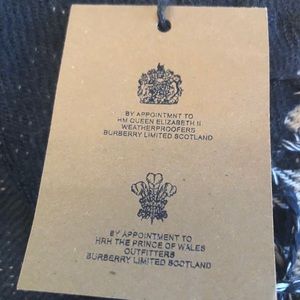 BY APPOINTMNT TO
HM QUEEN ELIZABETH II
WEATHERPROOFERS
BURBERRY LIMITED SCOTLAND
BY APPOINTMENT TO
HRH THE PRINCE OF WALES
OUTFITTERS
BURBERRY LIMITED SCOTLAND